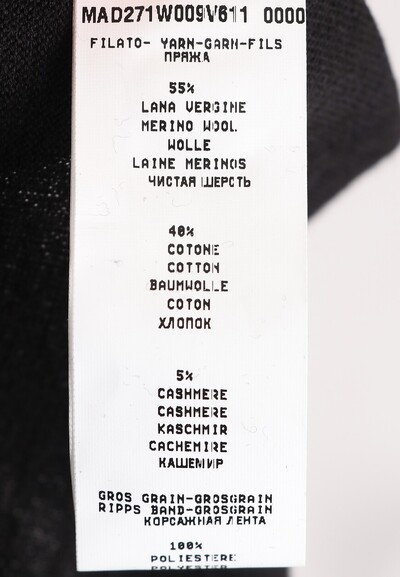 MAD271W009V611 0000
FILATO- YARN-GARN-FILS
ПРЯЖА
55%
LANA VERGINE
MERINO WOOL
WOLLE
LAINE MERINOS
ЧИСТАЯ ШЕРСТЬ
40%
COTONE
COTTON
BAUMWOLLE
COTON
ХЛОПОК
5%
CASHMERE
CASHMERE
KASCHMIR
CACHEMIRE
КАШЕМИР
GROS GRAIN-GROSGRAIN
RIPPS BAND-GROSGRAIN
КОРСАЖНАЯ ЛЕНТА
100%
POLIESTERE
POLYESTER